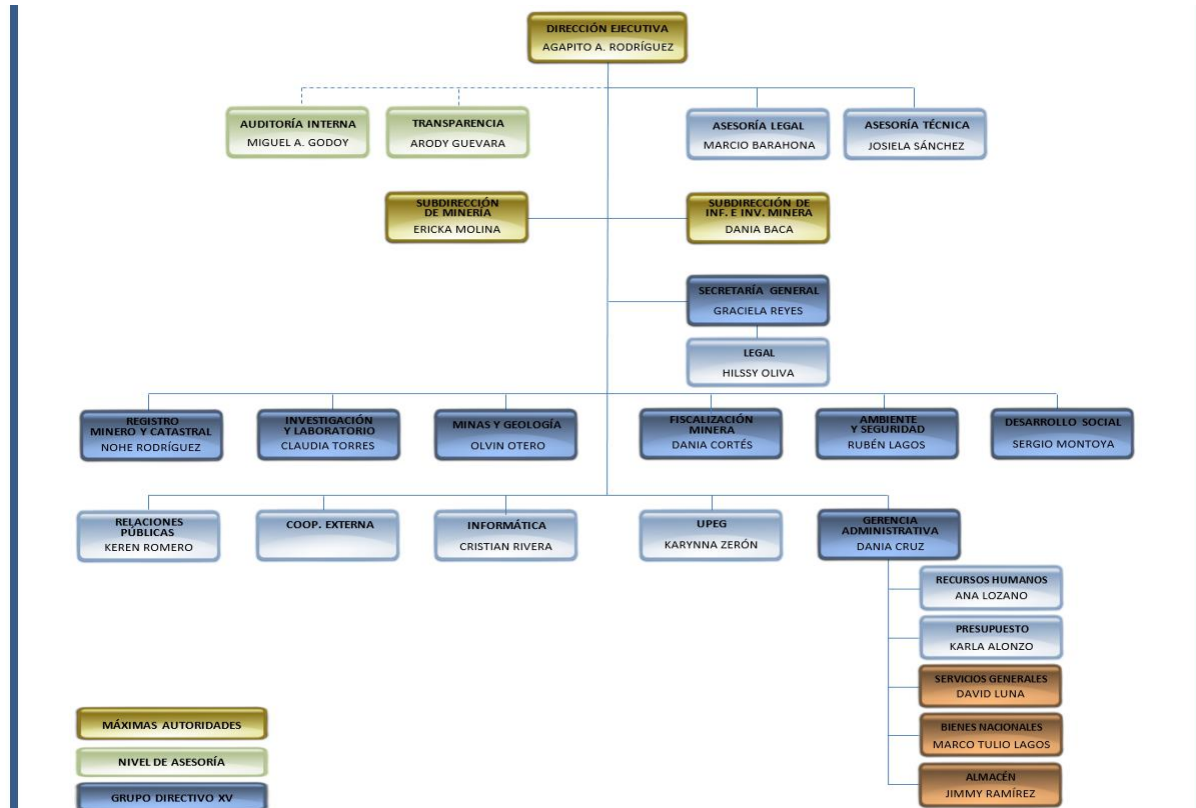 DIRECCIÓN EJECUTIVA
AGAPITO A. RODRÍGUEZ
AUDITORÍA INTERNA
MIGUEL A. GODOY
TRANSPARENCIA
ARODY GUEVARA
ASESORÍA LEGAL
MARCIO BARAHONA
ASESORÍA TÉCNICA
JOSIELA SÁNCHEZ
SUBDIRECCIÓN
DE MINERÍA
ERICKA MOLINA
SUBDIRECCIÓN DE
INF. E INV. MINERA
DANIA BACA
SECRETARÍA GENERAL
GRACIELA REYES
LEGAL
HILSSY OLIVA
REGISTRO
MINERO Y CATASTRAL
NOHE RODRÍGUEZ
INVESTIGACIÓN
Y LABORATORIO
CLAUDIA TORRES
MINAS Y GEOLOGÍA
OLVIN OTERO
FISCALIZACIÓN
MINERA
DANIA CORTÉS
AMBIENTE
Y SEGURIDAD
RUBÉN LAGOS
DESARROLLO SOCIAL
SERGIO MONTOYA
RELACIONES
PÚBLICAS
KEREN ROMERO
COOP. EXTERNA
INFORMÁTICA
CRISTIAN RIVERA
UPEG
KARYNNA ZERÓN
GERENCIA
ADMINISTRATIVA
DANIA CRUZ
RECURSOS HUMANOS
ANA LOZANO
PRESUPUESTO
KARLA ALONZO
SERVICIOS GENERALES
DAVID LUNA
BIENES NACIONALES
MARCO TULIO LAGOS
ALMACÉN
JIMMY RAMÍREZ
MÁXIMAS AUTORIDADES
NIVEL DE ASESORÍA
GRUPO DIRECTIVO XV